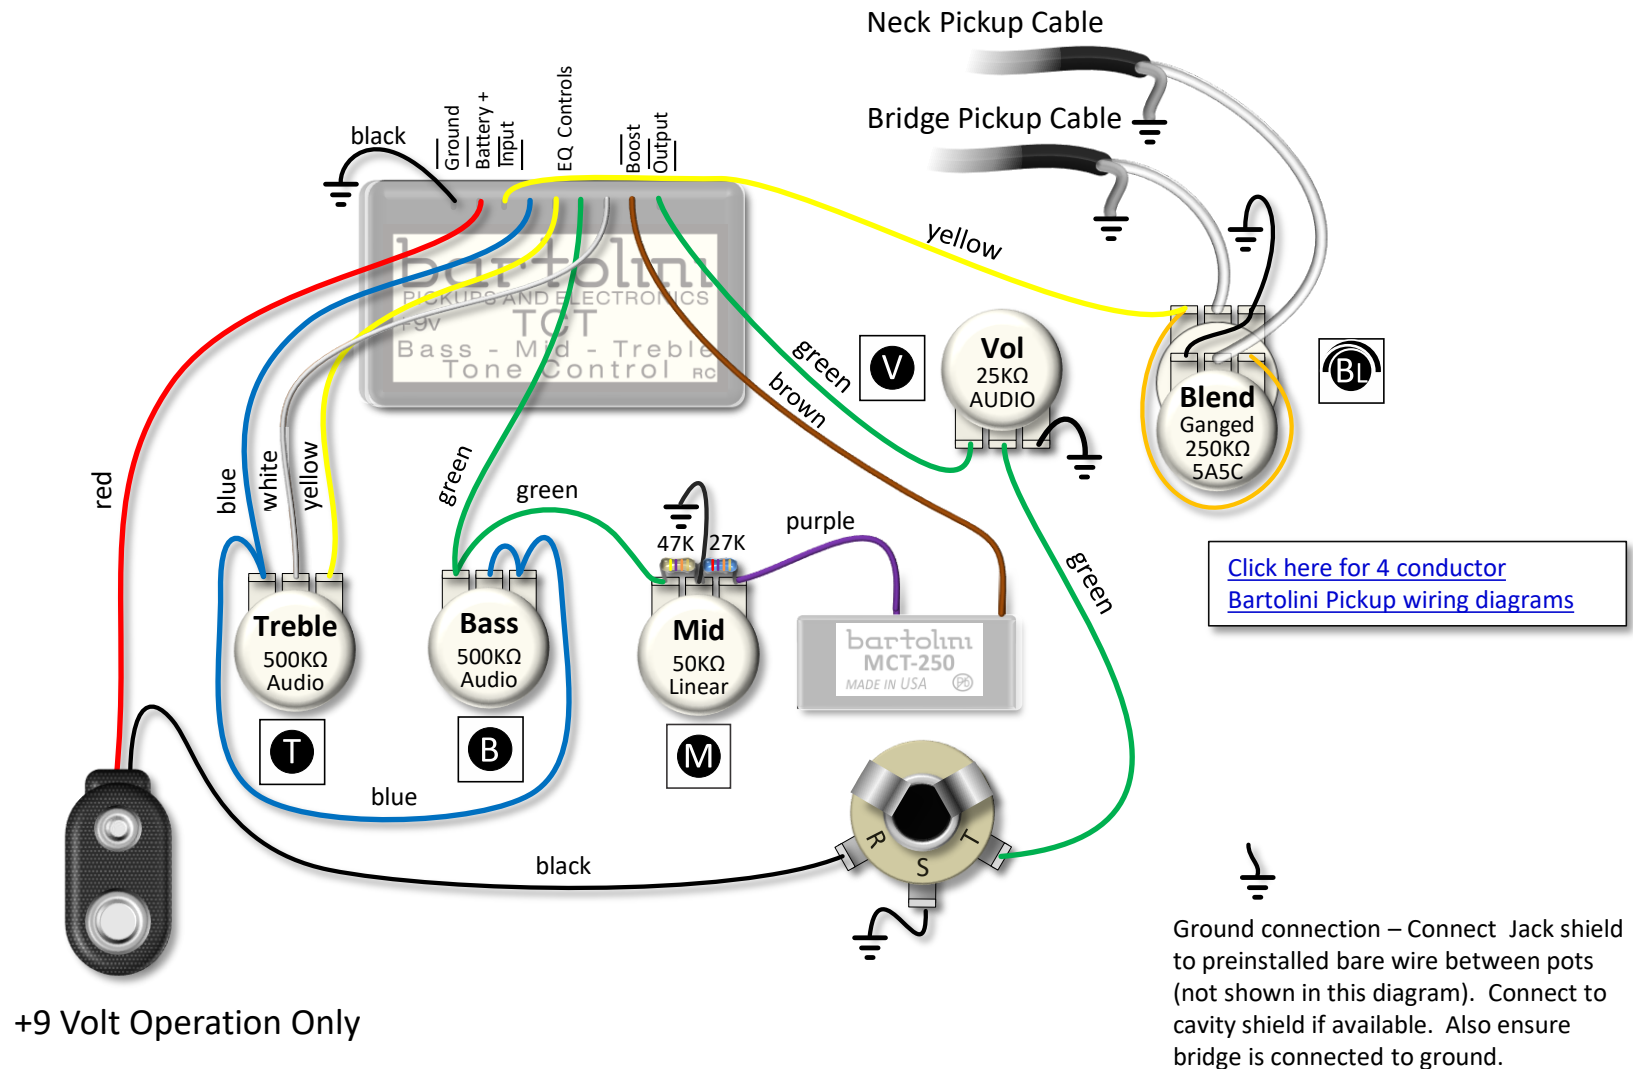 Neck Pickup Cable
Bridge Pickup Cable
black
Ground
Battery +
Input
EQ Controls
Boost
Output
bartolini
PICKUPS AND ELECTRONICS
+9v
TCT
Bass - Mid - Treble
Tone Control RC
yellow
green
brown
V
Vol
25KΩ
AUDIO
BL
Blend
Ganged
250KΩ
5A5C
red
blue
white
yellow
green
green
47K
27K
purple
green
Click here for 4 conductor
Bartolini Pickup wiring diagrams
Treble
500KΩ
Audio
Bass
500KΩ
Audio
Mid
50KΩ
Linear
bartolini
MCT-250
MADE IN USA Pb
T
B
M
blue
black
R
S
T
+9 Volt Operation Only
Ground connection – Connect Jack shield
to preinstalled bare wire between pots
(not shown in this diagram). Connect to
cavity shield if available. Also ensure
bridge is connected to ground.